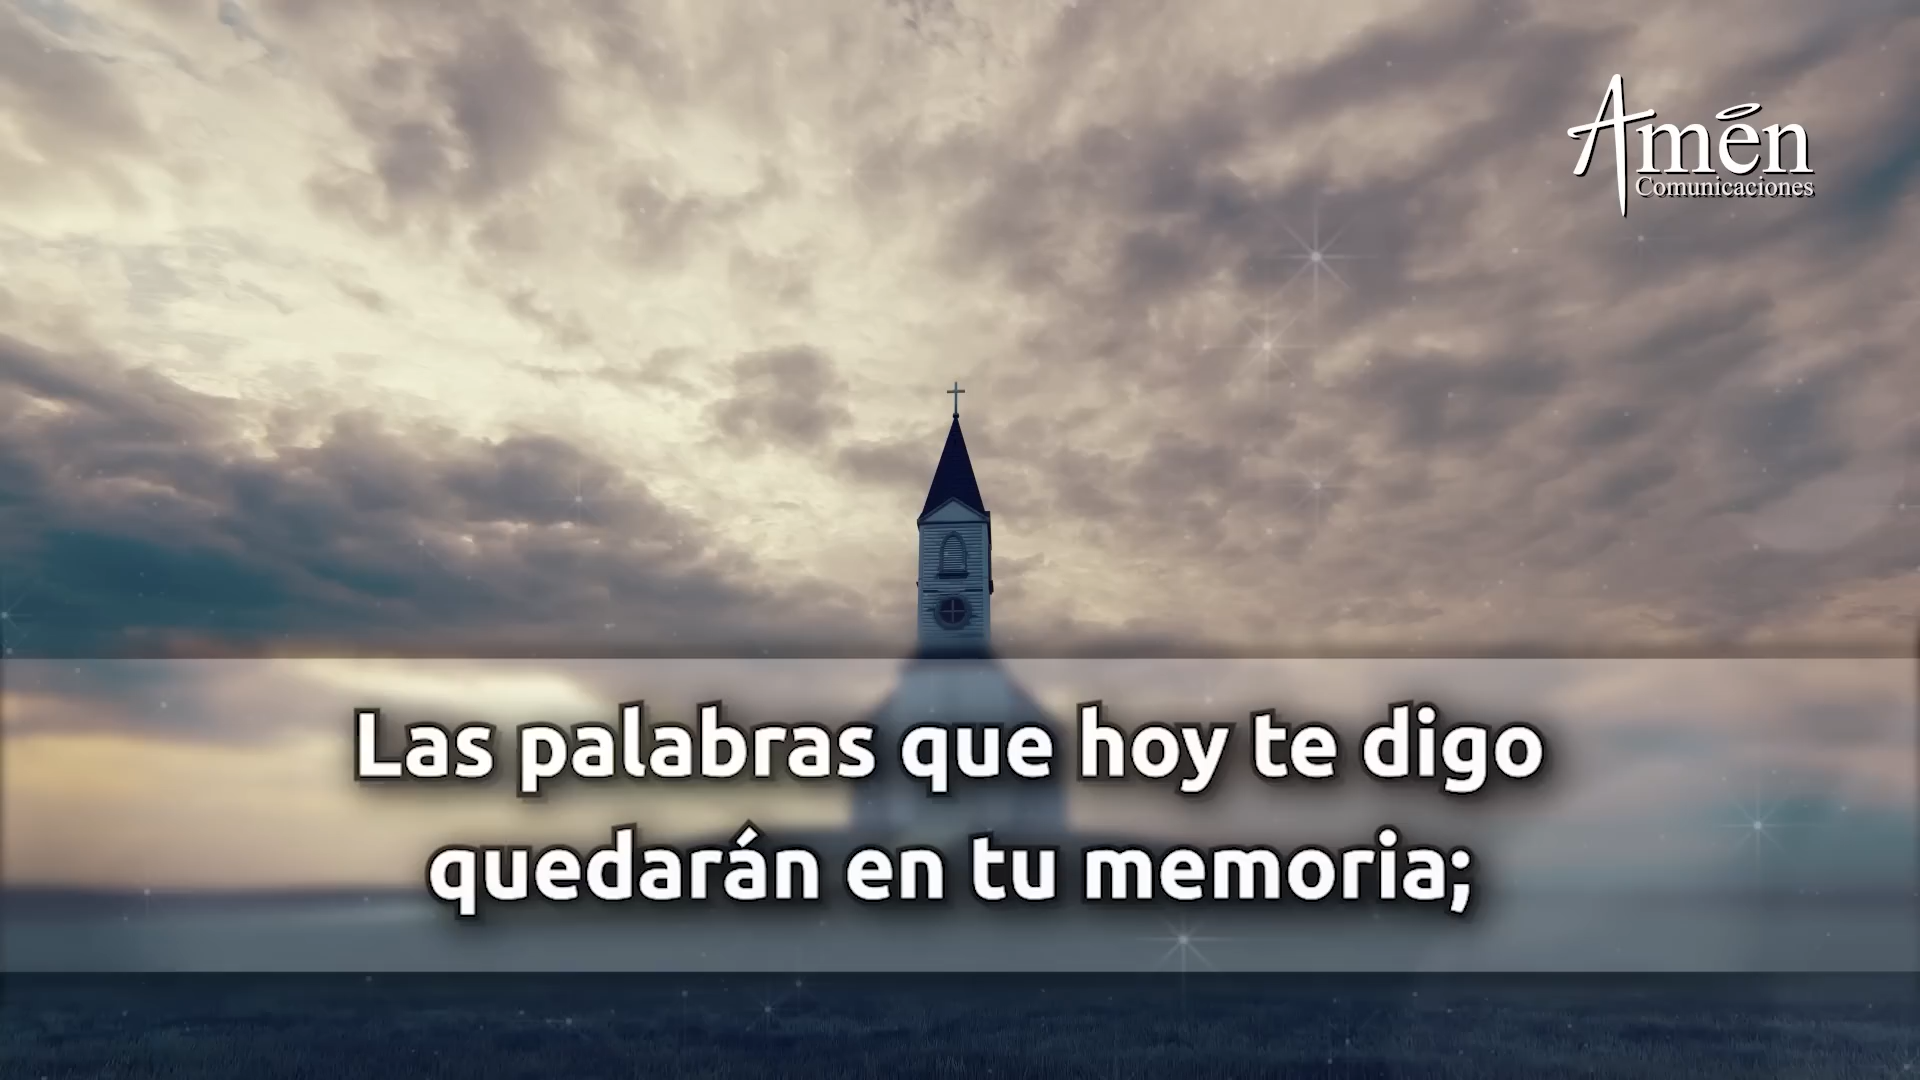 Amén
Comunicaciones
Las palabras que hoy te digo
quedarán en tu memoria;